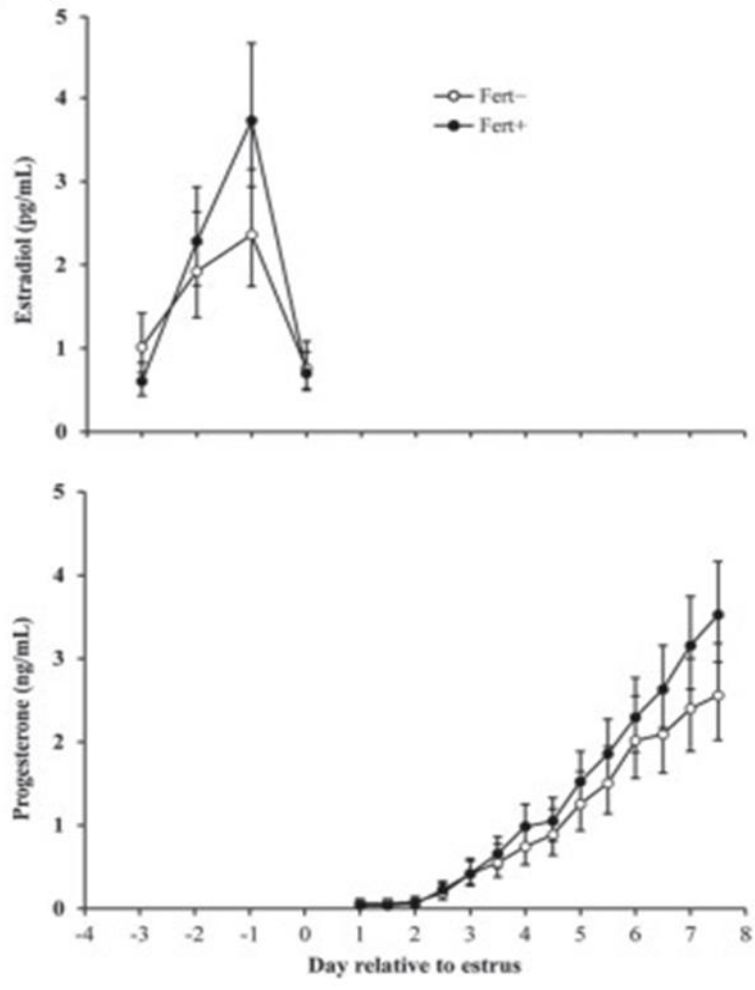 5
4
3
2
1
0
Estradiol (pg/mL)
Fert−
Fert+
5
4
3
2
1
0
Progesterone (ng/mL)
-4 -3 -2 -1 0 1 2 3 4 5 6 7 8
Day relative to estrus